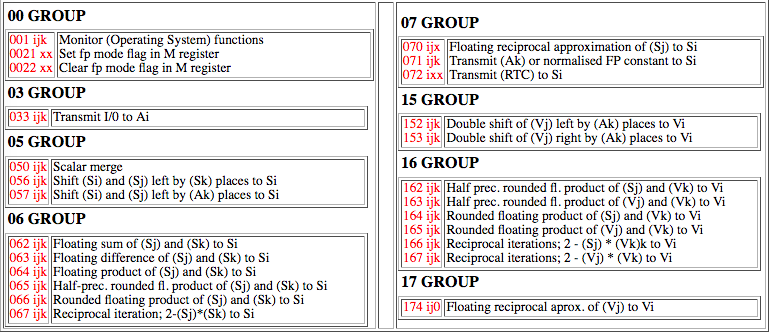 00 GROUP
001 ijk Monitor (Operating System) functions
0021 xx Set fp mode flag in M register
0022 xx Clear fp mode flag in M register
03 GROUP
033 ijk Transmit I/0 to Ai
05 GROUP
050 ijk Scalar merge
056 ijk Shift (Si) and (Sj) left by (Sk) places to Si
057 ijk Shift (Si) and (Sj) left by (Ak) places to Si
06 GROUP
062 ijk Floating sum of (Sj) and (Sk) to Si
063 ijk Floating difference of (Sj) and (Sk) to Si
064 ijk Floating product of (Sj) and (Sk) to Si
065 ijk Half-prec. rounded fl. product of (Sj) and (Sk) to Si
066 ijk Rounded floating product of (Sj) and (Sk) to Si
067 ijk Reciprocal iteration; 2-(Sj)*(Sk) to Si
07 GROUP
070 ijx Floating reciprocal approximation of (Sj) to Si
071 ijk Transmit (Ak) or normalised FP constant to Si
072 ixx Transmit (RTC) to Si
15 GROUP
152 ijk Double shift of (Vj) left by (Ak) places to Vi
153 ijk Double shift of (Vj) right by (Ak) places to Vi
16 GROUP
162 ijk Half prec. rounded fl. product of (Sj) and (Vk) to Vi
163 ijk Half prec. rounded fl. product of (Vj) and (Vk) to Vi
164 ijk Rounded floating product of (Sj) and (Vk) to Vi
165 ijk Rounded floating product of (Vj) and (Vk) to Vi
166 ijk Reciprocal iterations; 2 - (Sj) * (Vk)k to Vi
167 ijk Reciprocal iterations; 2 - (Vj) * (Vk) to Vi
17 GROUP
174 ij0 Floating reciprocal aprox. of (Vj) to Vi